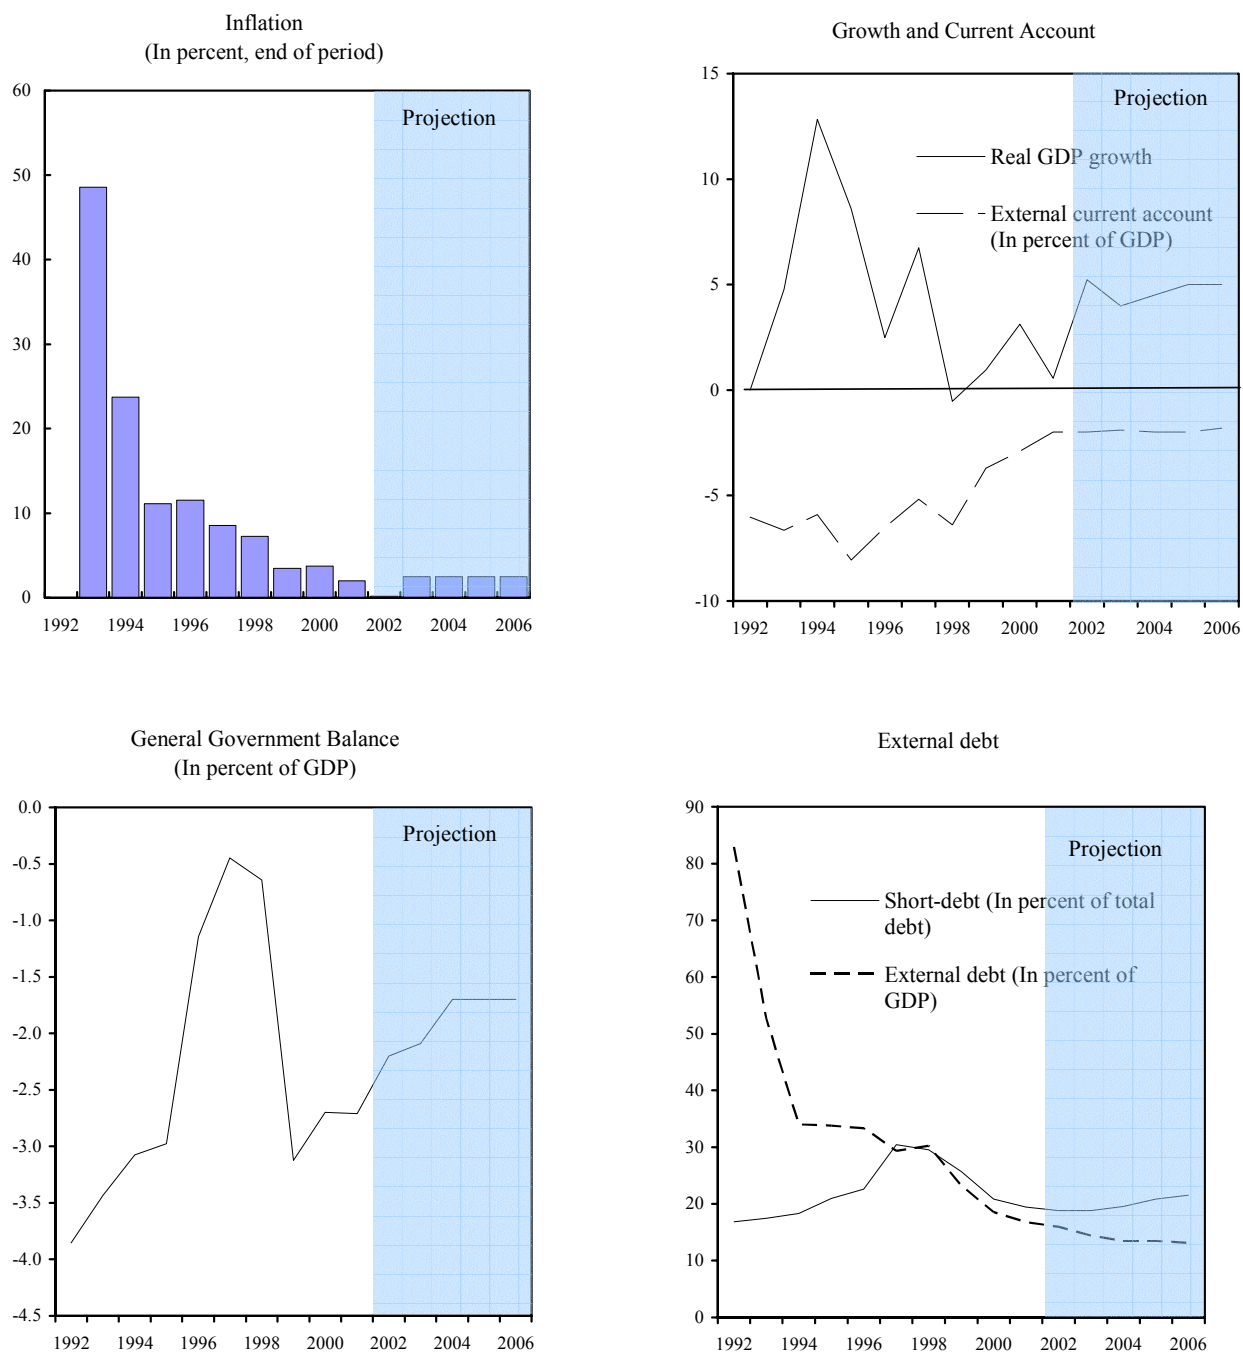 Inflation
(In percent, end of period)
60
50
40
30
20
10
0
Projection
1992 1994 1996 1998 2000 2002 2004 2006
Growth and Current Account
15
10
5
0
-5
-10
Projection
Real GDP growth
External current account
(In percent of GDP)
1992 1994 1996 1998 2000 2002 2004 2006
General Government Balance
(In percent of GDP)
0.0
-0.5
-1.0
-1.5
-2.0
-2.5
-3.0
-3.5
-4.0
-4.5
Projection
1992 1994 1996 1998 2000 2002 2004 2006
External debt
90
80
70
60
50
40
30
20
10
0
Projection
Short-debt (In percent of total
debt)
External debt (In percent of
GDP)
1992 1994 1996 1998 2000 2002 2004 2006